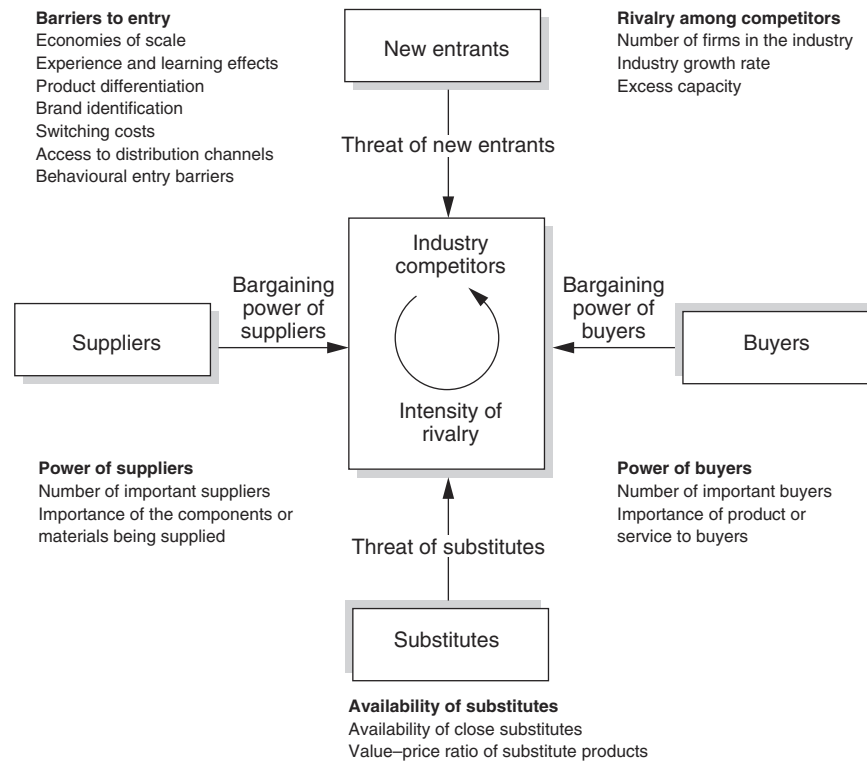 Barriers to entry
Economies of scale
Experience and learning effects
Product differentiation
Brand identification
Switching costs
Access to distribution channels
Behavioural entry barriers
New entrants
Rivalry among competitors
Number of firms in the industry
Industry growth rate
Excess capacity
Threat of new entrants
Industry
competitors
Bargaining
power of
suppliers
Suppliers
Bargaining
power of
buyers
Buyers
Intensity of
rivalry
Power of suppliers
Number of important suppliers
Importance of the components or
materials being supplied
Power of buyers
Number of important buyers
Importance of product or
service to buyers
Threat of substitutes
Substitutes
Availability of substitutes
Availability of close substitutes
Value–price ratio of substitute products